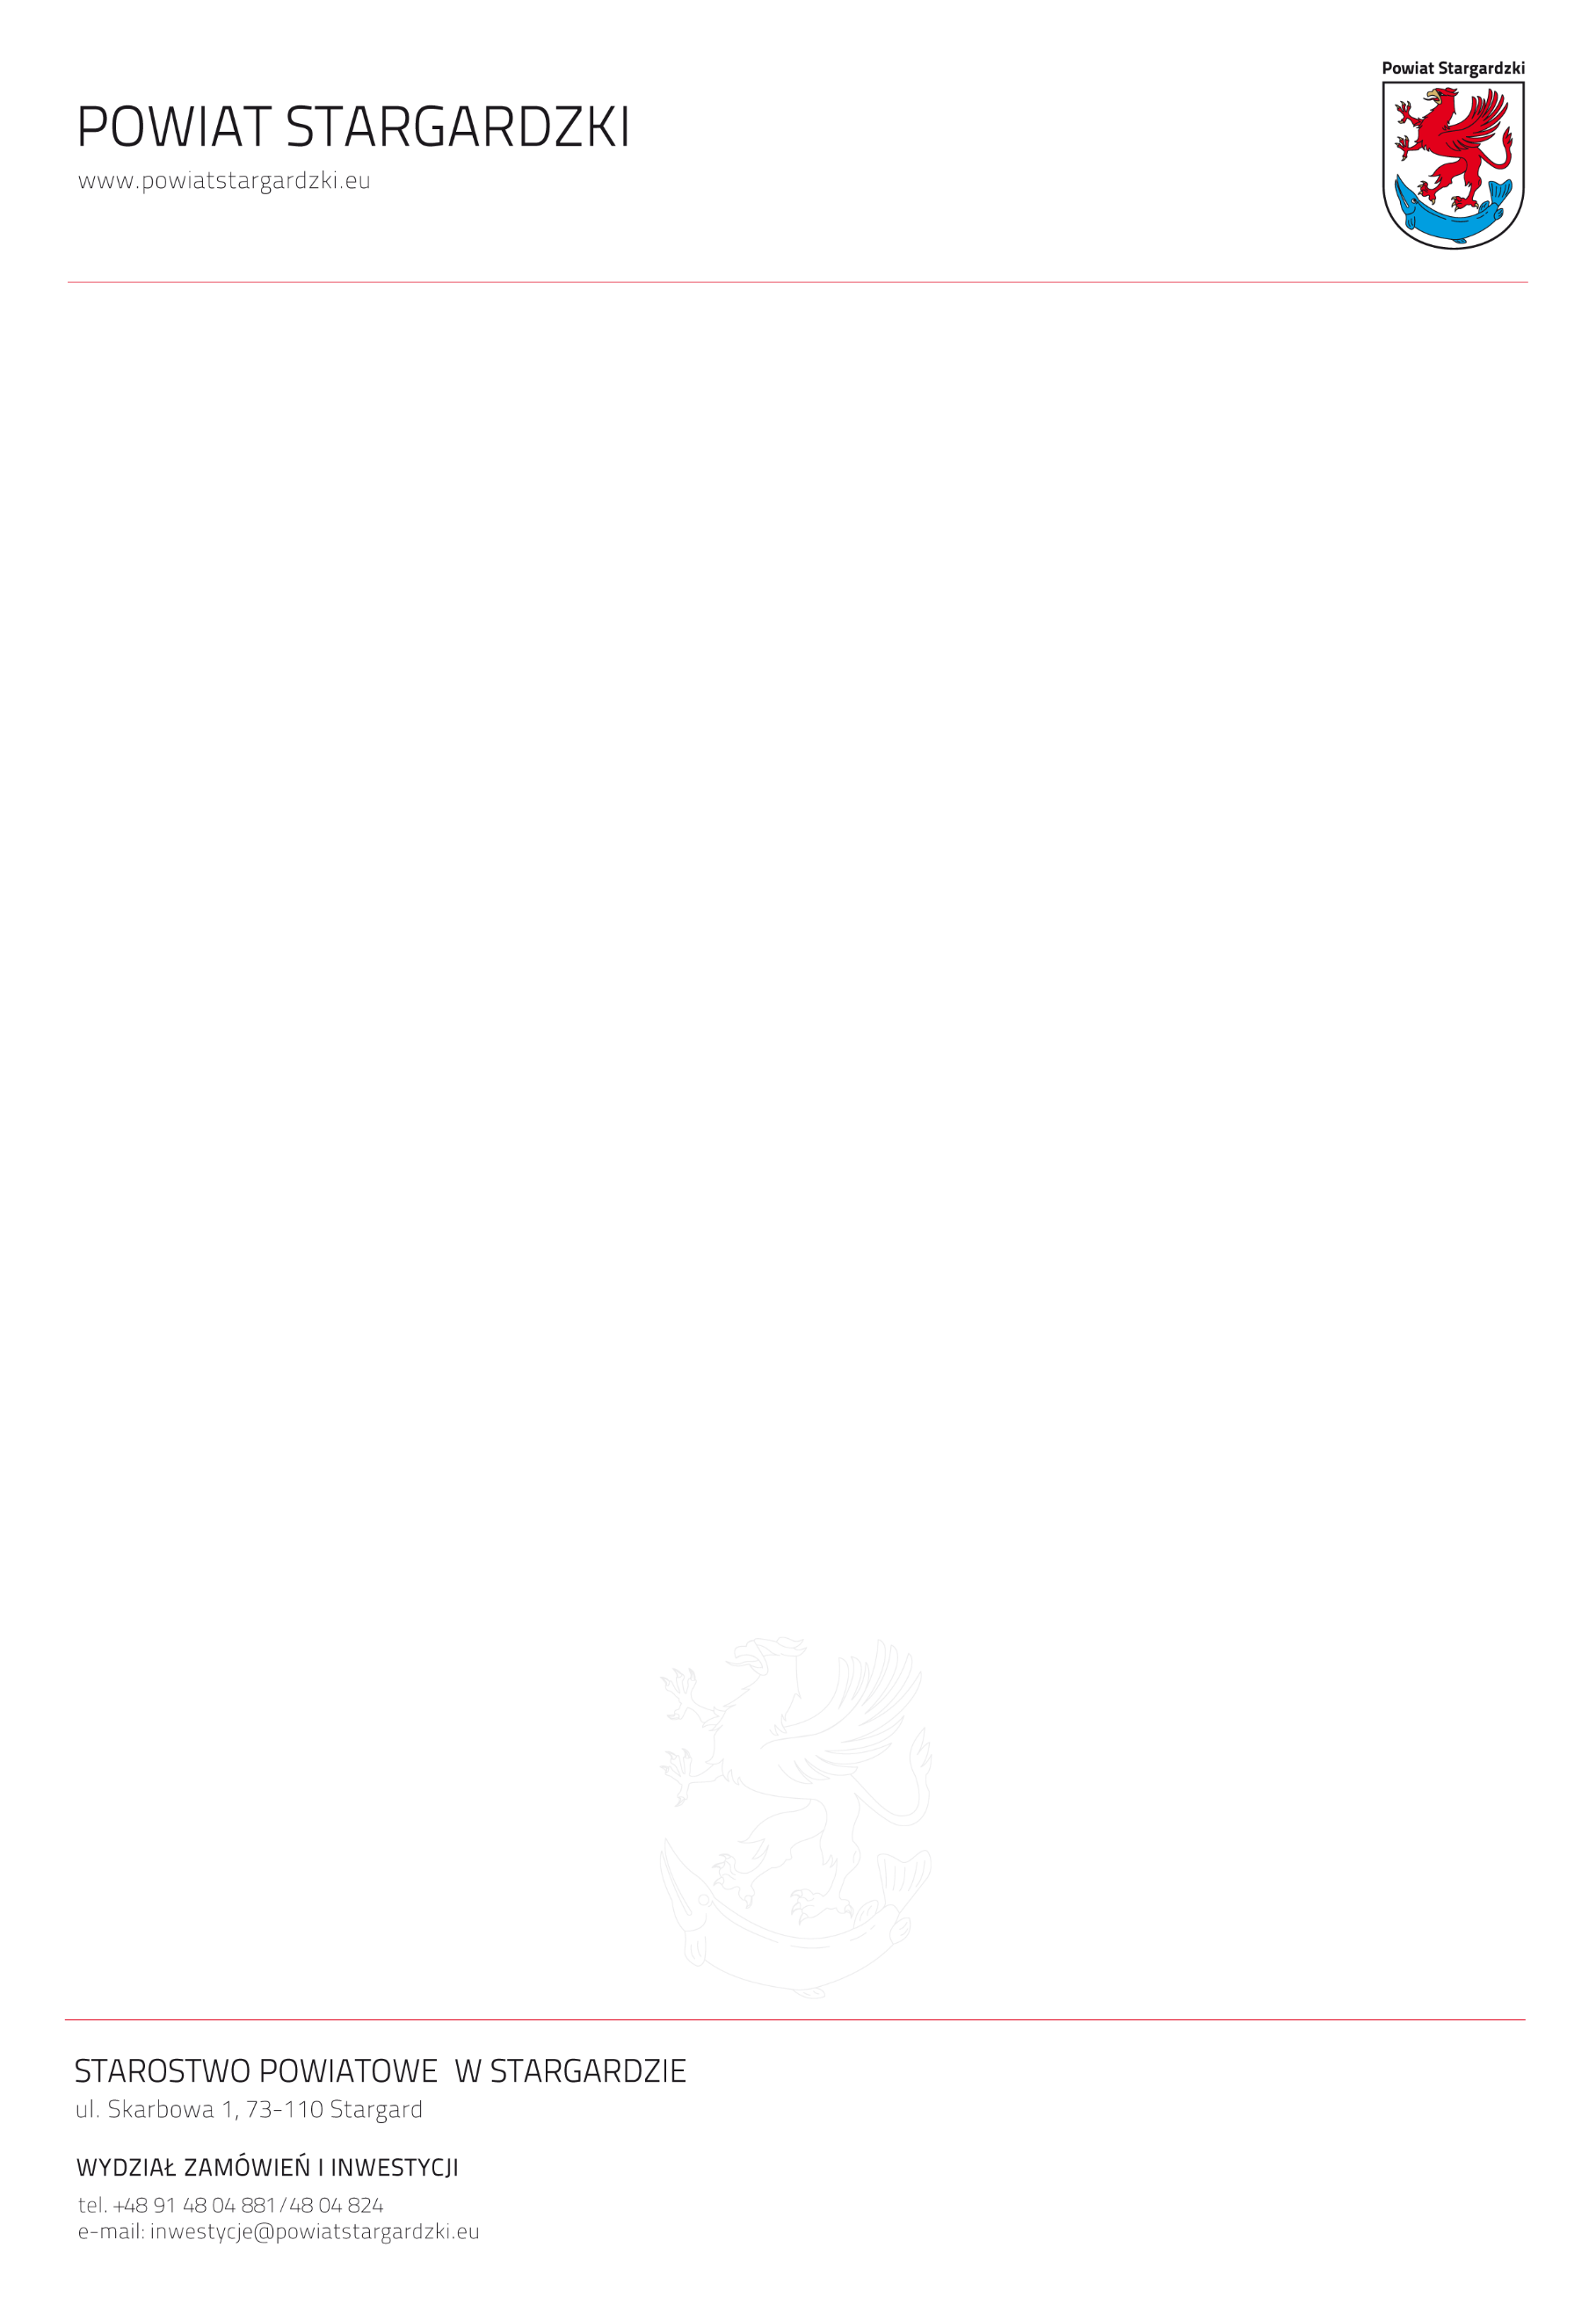 Powiat Stargardzki
POWIAT STARGARDZKI
www.powiatstargardzki.eu
STAROSTWO POWIATOWE W STARGARDZIE
ul. Skarbowa 1, 73-110 Stargard
WYDZIAŁ ZAMÓWIEŃ I INWESTYCJI
tel. +48 91 48 04 881/48 04 824
e-mail: inwestycje@powiatstargardzki.eu